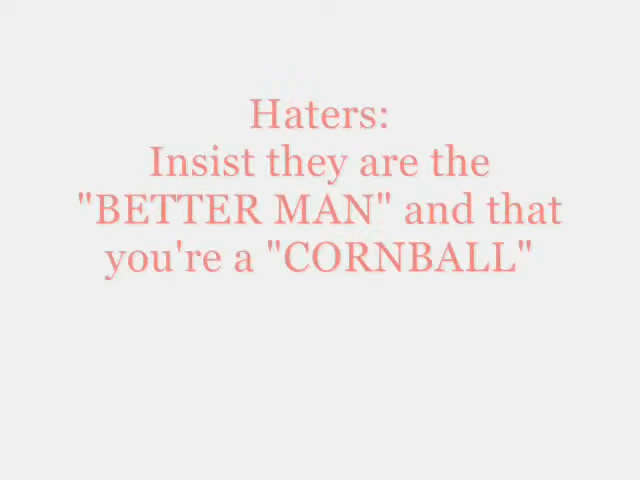 Haters:
Insist they are the
"BETTER MAN" and that
you're a "CORNBALL"